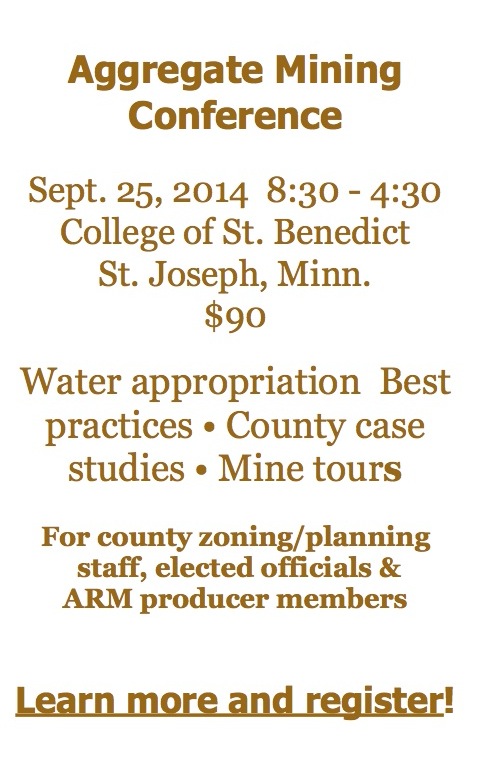 Aggregate Mining
Conference
Sept. 25, 2014 8:30 - 4:30
College of St. Benedict
St. Joseph, Minn.
$90
Water appropriation Best
practices • County case
studies • Mine tours
For county zoning/planning
staff, elected officials &
ARM producer members
Learn more and register!